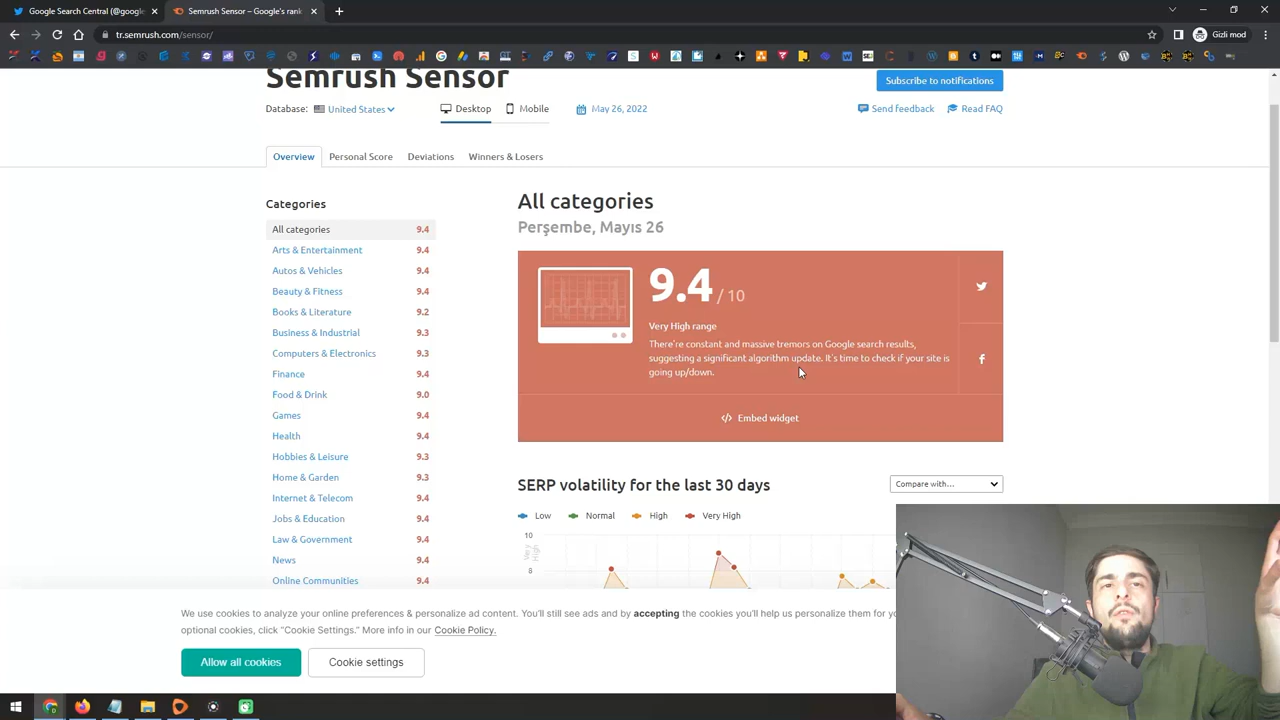 Google Search Central (@google
Semrush Sensor – Google's rank
tr.semrush.com/sensor/
Gizli mod
Semrush Sensor
Subscribe to notifications
Database: United States
Desktop
Mobile
May 26, 2022
Send feedback
Read FAQ
Overview
Personal Score
Deviations
Winners & Losers
Categories
All categories 9.4
Arts & Entertainment 9.4
Autos & Vehicles 9.4
Beauty & Fitness 9.4
Books & Literature 9.2
Business & Industrial 9.3
Computers & Electronics 9.3
Finance 9.4
Food & Drink 9.0
Games 9.4
Health 9.4
Hobbies & Leisure 9.3
Home & Garden 9.3
Internet & Telecom 9.4
Jobs & Education 9.4
Law & Government 9.4
News 9.4
Online Communities 9.4
All categories
Perşembe, Mayıs 26
9.4 / 10
Very High range
There're constant and massive tremors on Google search results,
suggesting a significant algorithm update. It's time to check if your site is
going up/down.
</> Embed widget
SERP volatility for the last 30 days
Compare with...
Low
Normal
High
Very High
10
Very High
8
We use cookies to analyze your online preferences & personalize ad content. You'll still see ads and by accepting the cookies you'll help us personalize them for yo
optional cookies, click "Cookie Settings." More info in our Cookie Policy.
Allow all cookies
Cookie settings